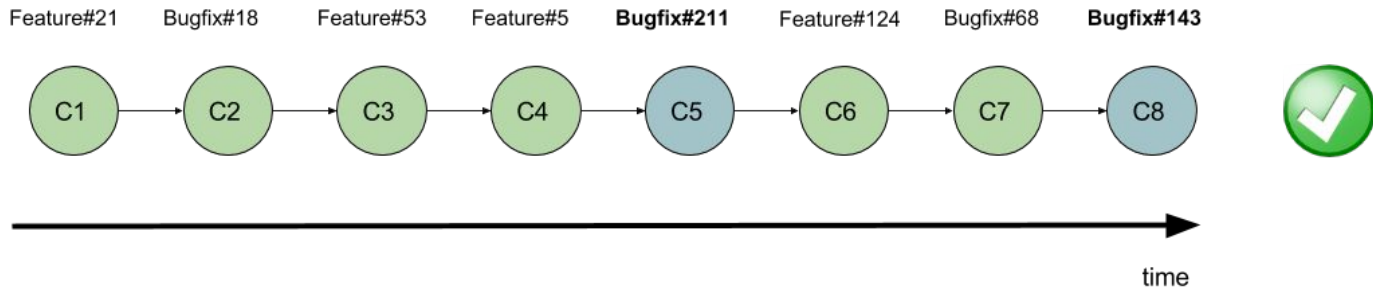 Feature#21 Bugfix#18 Feature#53 Feature#5 Bugfix#211 Feature#124 Bugfix#68 Bugfix#143
C1 C2 C3 C4 C5 C6 C7 C8
time